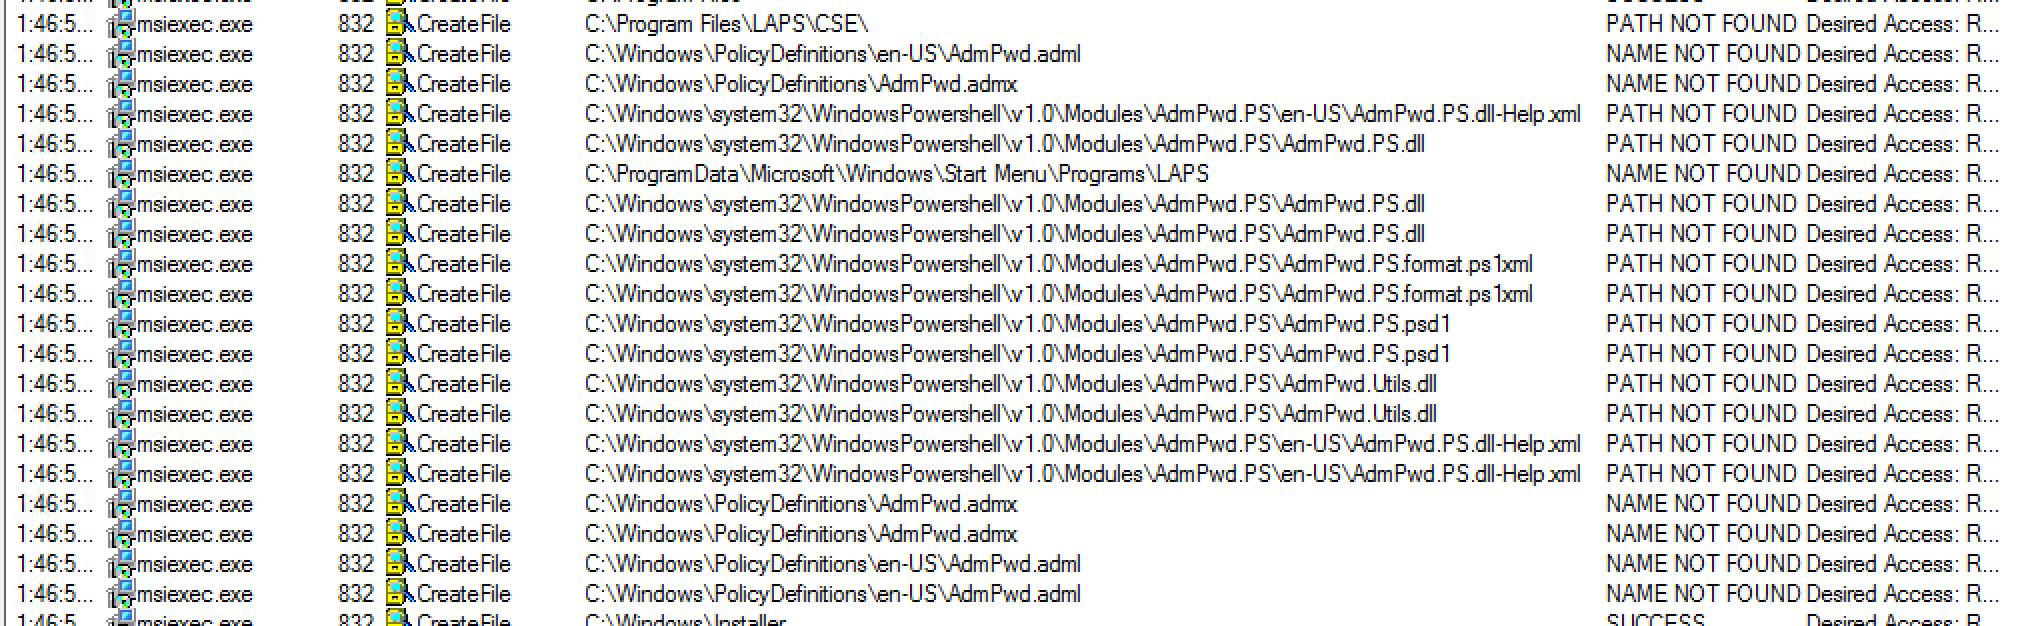 1:46:5... msiexec.exe 832 CreateFile C:\Program Files\LAPS\CSE\ PATH NOT FOUND Desired Access: R...
1:46:5... msiexec.exe 832 CreateFile C:\Windows\PolicyDefinitions\en-US\AdmPwd.adml NAME NOT FOUND Desired Access: R...
1:46:5... msiexec.exe 832 CreateFile C:\Windows\PolicyDefinitions\AdmPwd.admx NAME NOT FOUND Desired Access: R...
1:46:5... msiexec.exe 832 CreateFile C:\Windows\system32\WindowsPowershell\v1.0\Modules\AdmPwd.PS\en-US\AdmPwd.PS.dll-Help.xml PATH NOT FOUND Desired Access: R...
1:46:5... msiexec.exe 832 CreateFile C:\Windows\system32\WindowsPowershell\v1.0\Modules\AdmPwd.PS\AdmPwd.PS.dll PATH NOT FOUND Desired Access: R...
1:46:5... msiexec.exe 832 CreateFile C:\ProgramData\Microsoft\Windows\Start Menu\Programs\LAPS NAME NOT FOUND Desired Access: R...
1:46:5... msiexec.exe 832 CreateFile C:\Windows\system32\WindowsPowershell\v1.0\Modules\AdmPwd.PS\AdmPwd.PS.dll PATH NOT FOUND Desired Access: R...
1:46:5... msiexec.exe 832 CreateFile C:\Windows\system32\WindowsPowershell\v1.0\Modules\AdmPwd.PS\AdmPwd.PS.dll PATH NOT FOUND Desired Access: R...
1:46:5... msiexec.exe 832 CreateFile C:\Windows\system32\WindowsPowershell\v1.0\Modules\AdmPwd.PS\AdmPwd.PS.format.ps1xml PATH NOT FOUND Desired Access: R...
1:46:5... msiexec.exe 832 CreateFile C:\Windows\system32\WindowsPowershell\v1.0\Modules\AdmPwd.PS\AdmPwd.PS.format.ps1xml PATH NOT FOUND Desired Access: R...
1:46:5... msiexec.exe 832 CreateFile C:\Windows\system32\WindowsPowershell\v1.0\Modules\AdmPwd.PS\AdmPwd.PS.psd1 PATH NOT FOUND Desired Access: R...
1:46:5... msiexec.exe 832 CreateFile C:\Windows\system32\WindowsPowershell\v1.0\Modules\AdmPwd.PS\AdmPwd.PS.psd1 PATH NOT FOUND Desired Access: R...
1:46:5... msiexec.exe 832 CreateFile C:\Windows\system32\WindowsPowershell\v1.0\Modules\AdmPwd.PS\AdmPwd.Utils.dll PATH NOT FOUND Desired Access: R...
1:46:5... msiexec.exe 832 CreateFile C:\Windows\system32\WindowsPowershell\v1.0\Modules\AdmPwd.PS\AdmPwd.Utils.dll PATH NOT FOUND Desired Access: R...
1:46:5... msiexec.exe 832 CreateFile C:\Windows\system32\WindowsPowershell\v1.0\Modules\AdmPwd.PS\en-US\AdmPwd.PS.dll-Help.xml PATH NOT FOUND Desired Access: R...
1:46:5... msiexec.exe 832 CreateFile C:\Windows\system32\WindowsPowershell\v1.0\Modules\AdmPwd.PS\en-US\AdmPwd.PS.dll-Help.xml PATH NOT FOUND Desired Access: R...
1:46:5... msiexec.exe 832 CreateFile C:\Windows\PolicyDefinitions\AdmPwd.admx NAME NOT FOUND Desired Access: R...
1:46:5... msiexec.exe 832 CreateFile C:\Windows\PolicyDefinitions\AdmPwd.admx NAME NOT FOUND Desired Access: R...
1:46:5... msiexec.exe 832 CreateFile C:\Windows\PolicyDefinitions\en-US\AdmPwd.adml NAME NOT FOUND Desired Access: R...
1:46:5... msiexec.exe 832 CreateFile C:\Windows\PolicyDefinitions\en-US\AdmPwd.adml NAME NOT FOUND Desired Access: R...
1:46:5... msiexec.exe 832 CreateFile C:\Windows\Installer SUCCESS Desired Access: R...